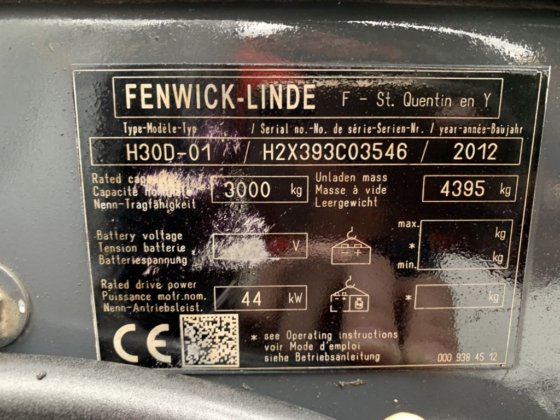 FENWICK-LINDE F - St. Quentin en Y
Type-Modèle-Typ / Serial no.-No. de série-Serien-Nr. / year-année-Baujahr
H30D-01 / H2X393C03546 / 2012
Rated
Capacité
Nenn-Tragfähigkeit
3000 kg
Unladen mass
Masse à vide
Leergewicht
4395 kg
Battery voltage
Tension batterie
Batteriespannung
V
- +
max. kg
*
min. kg
Rated drive power
Puissance motr.nom.
Nenn-Antriebsleist.
44 kW
* kg
CE
* see Operating instructions
voir Mode d'emploi
siehe Betriebsanleitung
000 938 45 12